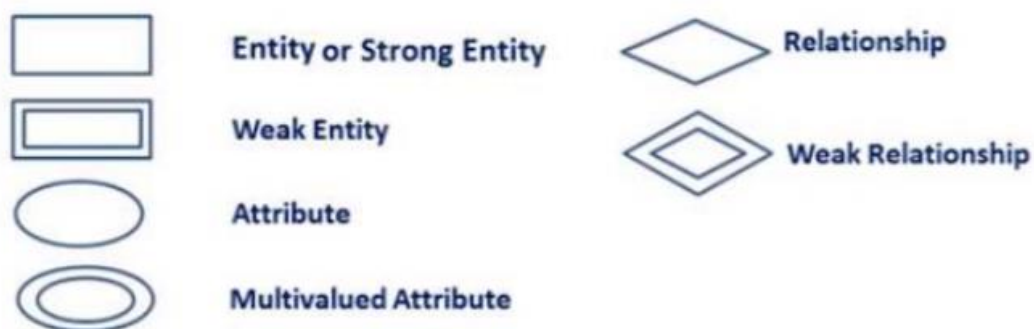 Entity or Strong Entity
Relationship
Weak Entity
Weak Relationship
Attribute
Multivalued Attribute